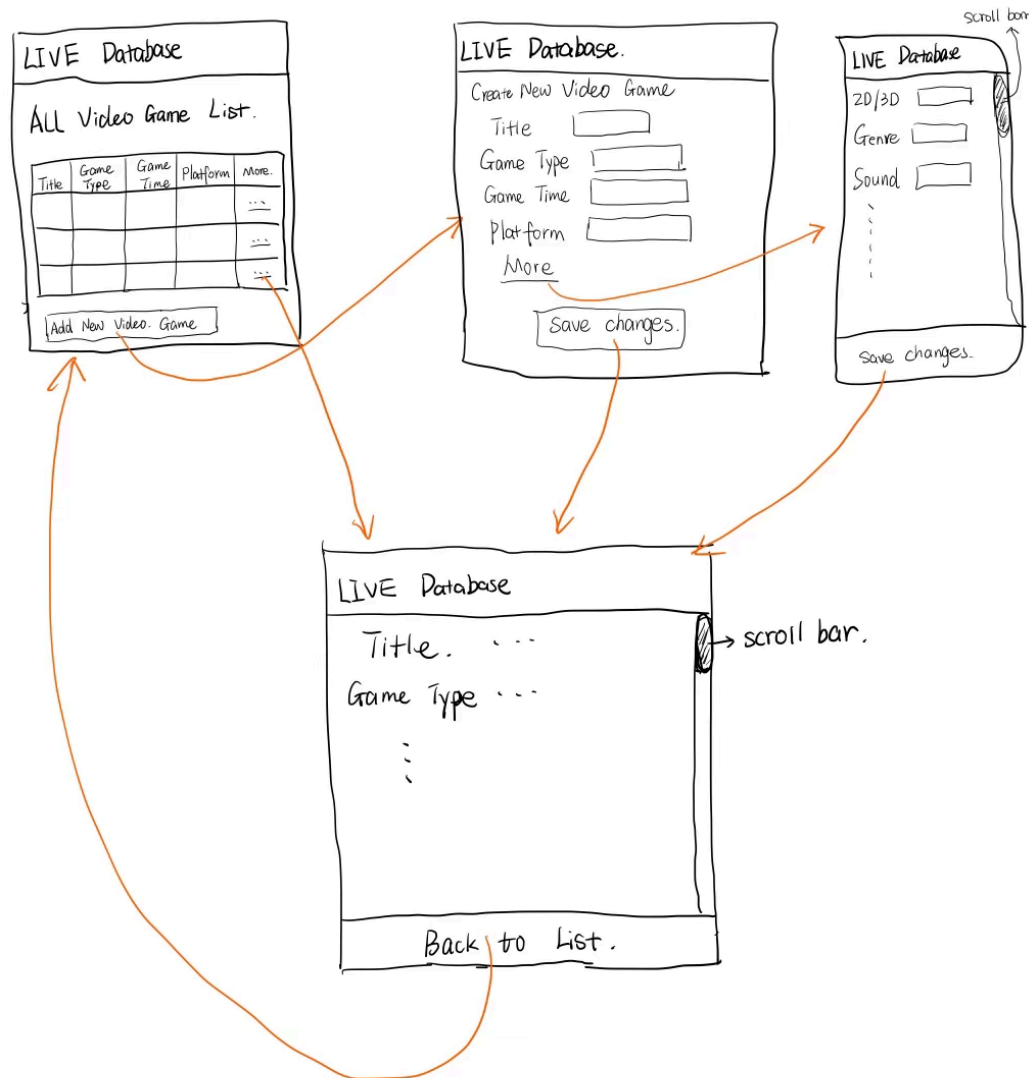 LIVE Database
ALL Video Game List.
Title Game Type Game Time Platform More.
...
...
...
Add New Video. Game
LIVE Database.
Create New Video Game
Title
Game Type
Game Time
Platform
More
Save changes.
scroll bar
LIVE Database
2D/3D
Genre
Sound
Save changes.
LIVE Database
Title. ...
Game Type ...
scroll bar.
Back to List.